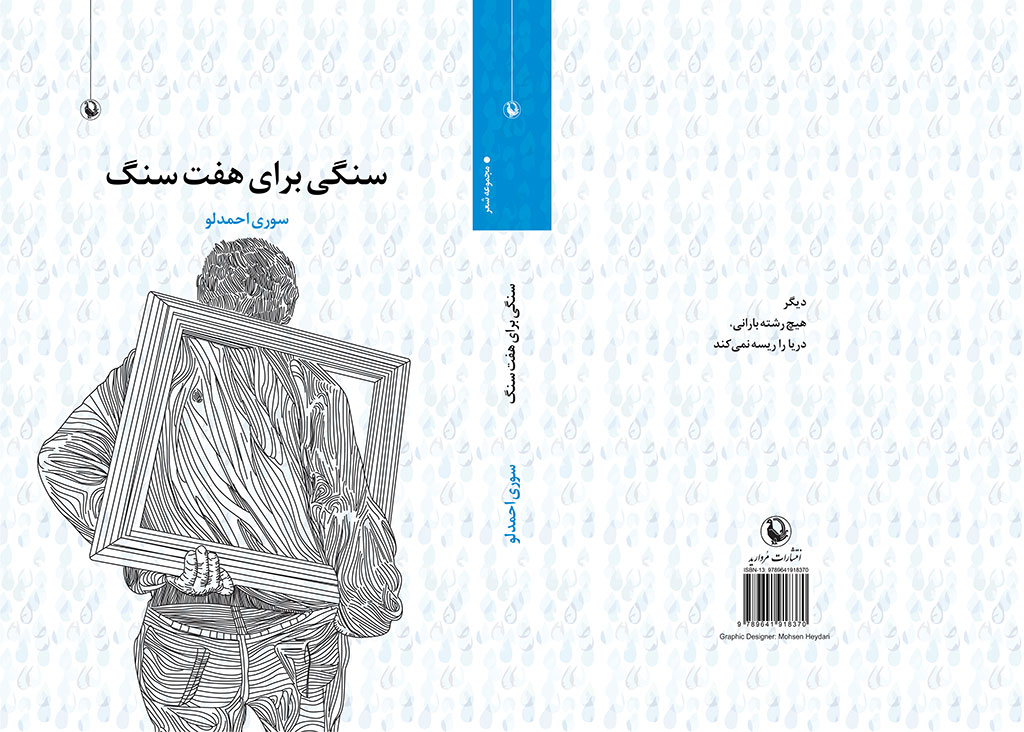 سنگی برای هفت سنگ
سوری احمدلو
مجموعه شعر
سنگی برای هفت سنگ
سوری احمدلو
دیگر
هیچ رشته بارانی،
دریا را ریسه نمی‌کند
انتشارات مروارید
ISBN-13: 9789641918370
9 789641 918370
Graphic Designer: Mohsen Heydari